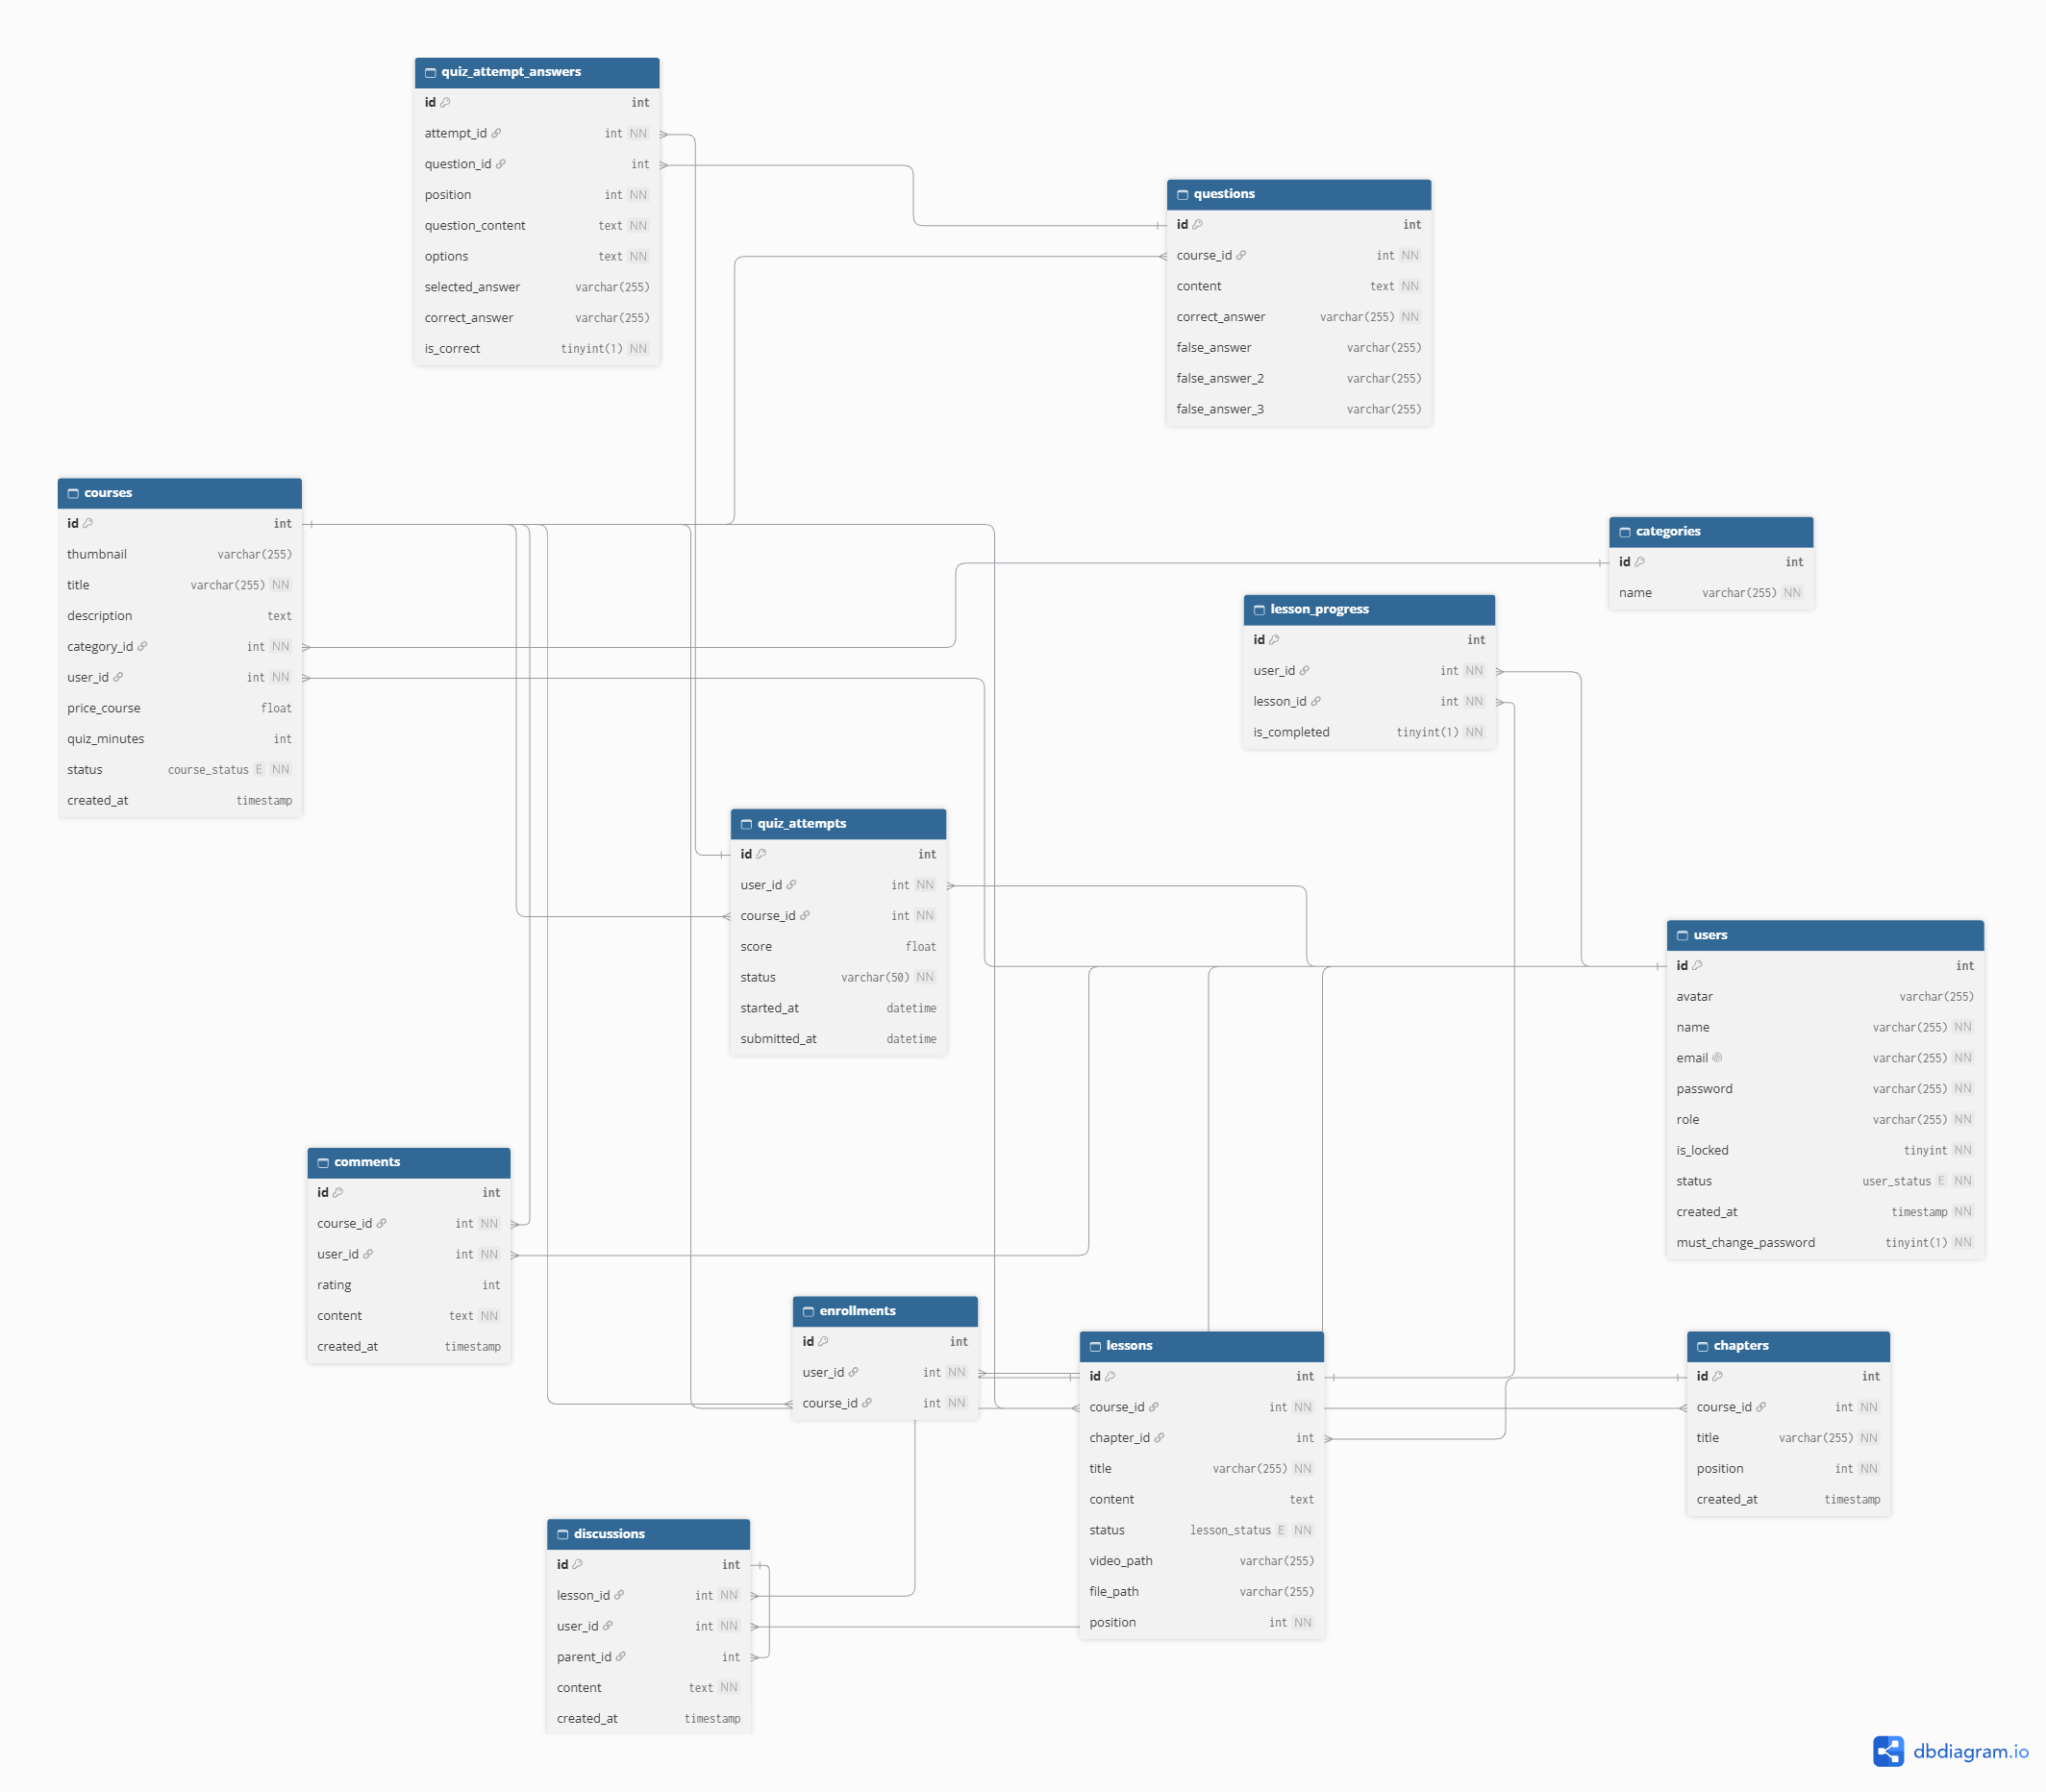 quiz_attempt_answers
id int
attempt_id int NN
question_id int
position int NN
question_content text NN
options text NN
selected_answer varchar(255)
correct_answer varchar(255)
is_correct tinyint(1) NN
questions
id int
course_id int NN
content text NN
correct_answer varchar(255) NN
false_answer varchar(255)
false_answer_2 varchar(255)
false_answer_3 varchar(255)
courses
id int
thumbnail varchar(255)
title varchar(255) NN
description text
category_id int NN
user_id int NN
price_course float
quiz_minutes int
status course_status E NN
created_at timestamp
categories
id int
name varchar(255) NN
lesson_progress
id int
user_id int NN
lesson_id int NN
is_completed tinyint(1) NN
quiz_attempts
id int
user_id int NN
course_id int NN
score float
status varchar(50) NN
started_at datetime
submitted_at datetime
users
id int
avatar varchar(255)
name varchar(255) NN
email varchar(255) NN
password varchar(255) NN
role varchar(255) NN
is_locked tinyint NN
status user_status E NN
created_at timestamp NN
must_change_password tinyint(1) NN
comments
id int
course_id int NN
user_id int NN
rating int
content text NN
created_at timestamp
enrollments
id int
user_id int NN
course_id int NN
lessons
id int
course_id int NN
chapter_id int
title varchar(255) NN
content text
status lesson_status E NN
video_path varchar(255)
file_path varchar(255)
position int NN
chapters
id int
course_id int NN
title varchar(255) NN
position int NN
created_at timestamp
discussions
id int
lesson_id int NN
user_id int NN
parent_id int
content text NN
created_at timestamp
dbdiagram.io